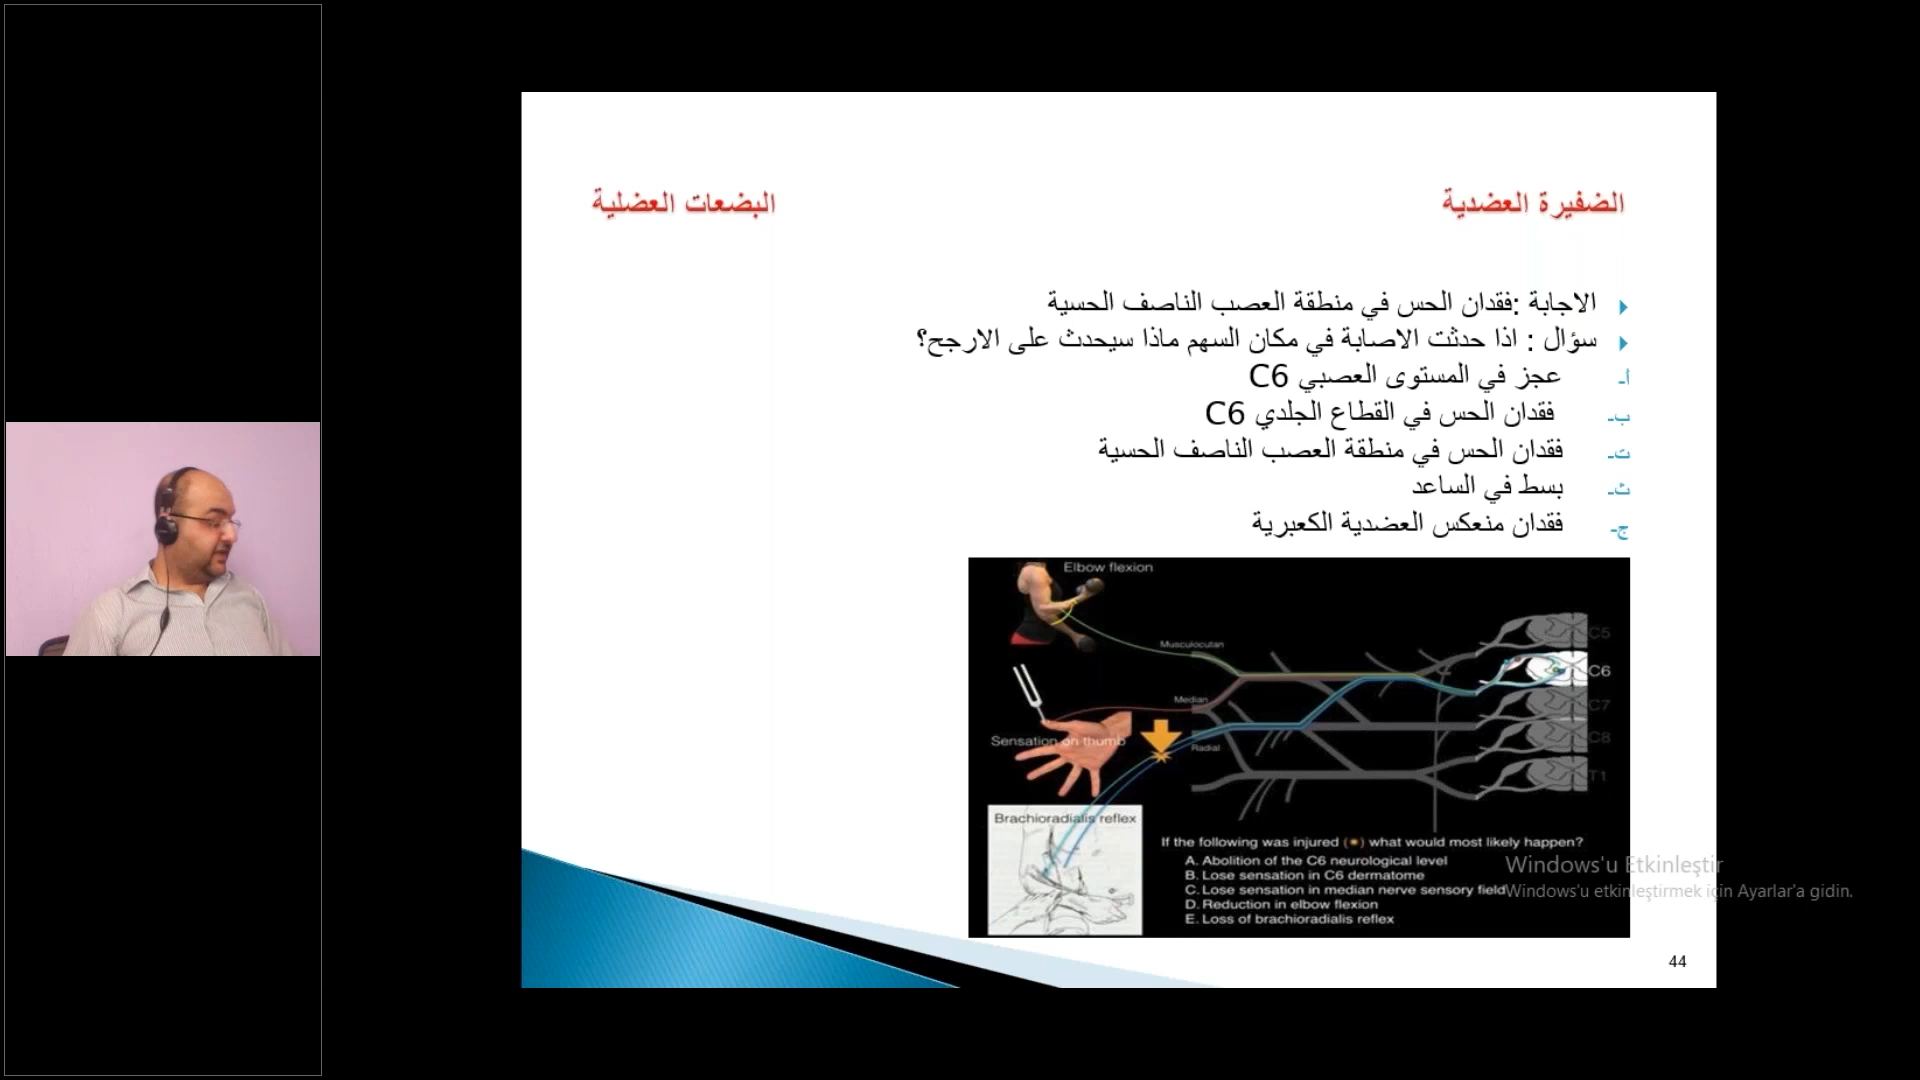 الضفيرة العضدية البضعات العضلية
الاجابة :فقدان الحس في منطقة العصب الناصف الحسية
سؤال : اذا حدثت الاصابة في مكان السهم ماذا سيحدث على الارجح؟
أ- عجز في المستوى العصبي C6
ب- فقدان الحس في القطاع الجلدي C6
ت- فقدان الحس في منطقة العصب الناصف الحسية
ث- بسط في الساعد
ج- فقدان منعكس العضدية الكعبرية
Elbow flexion
Musculocutan
Median
Sensation on thumb
Radial
C5
C6
C7
C8
T1
Brachioradialis reflex
If the following was injured ( ) what would most likely happen?
A. Abolition of the C6 neurological level
B. Lose sensation in C6 dermatome
C. Lose sensation in median nerve sensory field
D. Reduction in elbow flexion
E. Loss of brachioradialis reflex
Windows'u Etkinleştir
Windows'u etkinleştirmek için Ayarlar'a gidin.
44